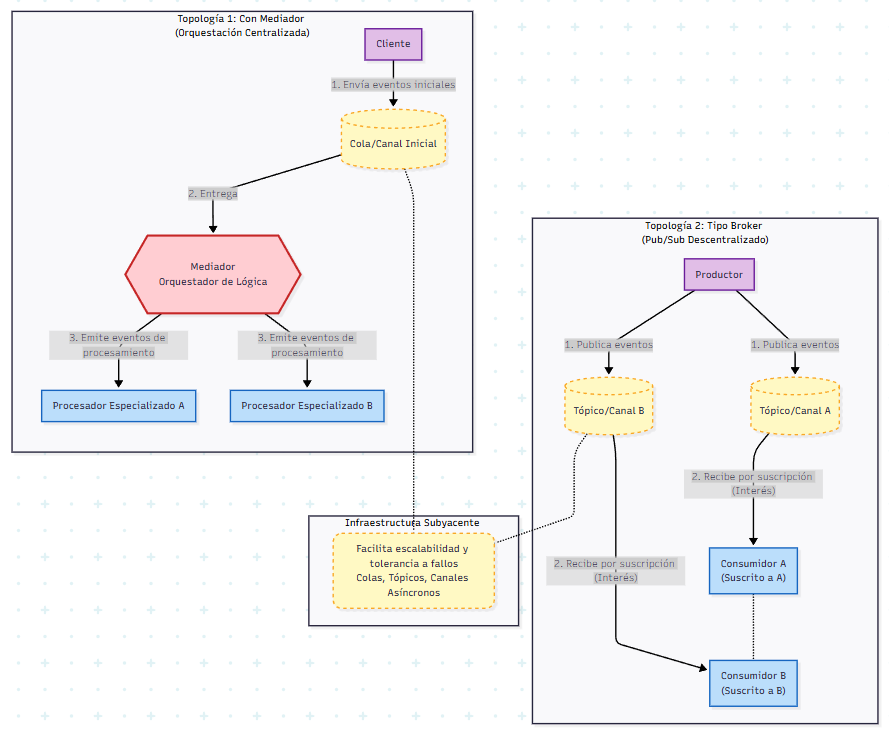 Topología 1: Con Mediador
(Orquestación Centralizada)
Cliente
1. Envía eventos iniciales
Cola/Canal Inicial
2. Entrega
Mediador
Orquestador de Lógica
3. Emite eventos de
procesamiento
3. Emite eventos de
procesamiento
Procesador Especializado A
Procesador Especializado B
Topología 2: Tipo Broker
(Pub/Sub Descentralizado)
Productor
1. Publica eventos
1. Publica eventos
Tópico/Canal B
Tópico/Canal A
2. Recibe por suscripción
(Interés)
2. Recibe por suscripción
(Interés)
Consumidor A
(Suscrito a A)
Consumidor B
(Suscrito a B)
Infraestructura Subyacente
Facilita escalabilidad y
tolerancia a fallos
Colas, Tópicos, Canales
Asíncronos